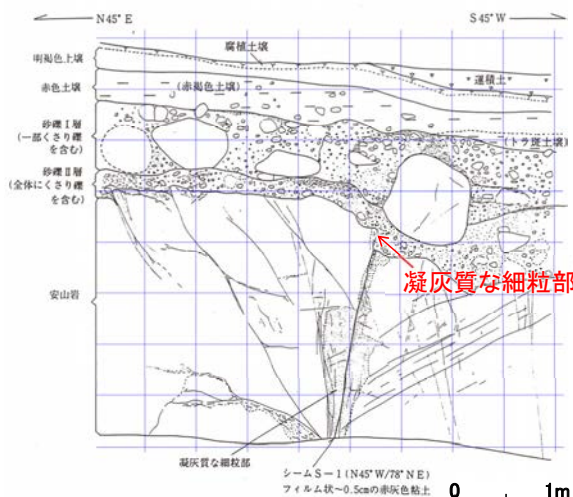 N45°E
S45°W
腐植土壌
明褐色土壌
運積土
赤色土壌
(赤褐色土壌)
砂礫Ⅰ層
(一部くさり礫
を含む)
(トラ斑土壌)
砂礫Ⅱ層
(全体にくさり礫
を含む)
凝灰質な細粒部
安山岩
凝灰質な細粒部
シームS-1(N45°W/78°NE)
フィルム状~0.5cmの赤灰色粘土
0 1m